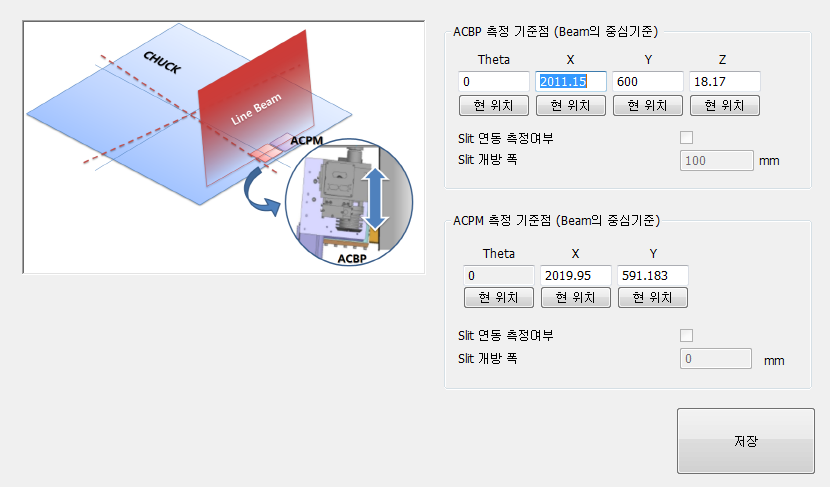 CHUCK
Line Beam
ACPM
ACBP
ACBP 측정 기준점 (Beam의 중심기준)
Theta X Y Z
0 2011.15 600 18.17
현 위치 현 위치 현 위치 현 위치
Slit 연동 측정여부
Slit 개방 폭 100 mm
ACPM 측정 기준점 (Beam의 중심기준)
Theta X Y
0 2019.95 591.183
현 위치 현 위치 현 위치
Slit 연동 측정여부
Slit 개방 폭 0 mm
저장